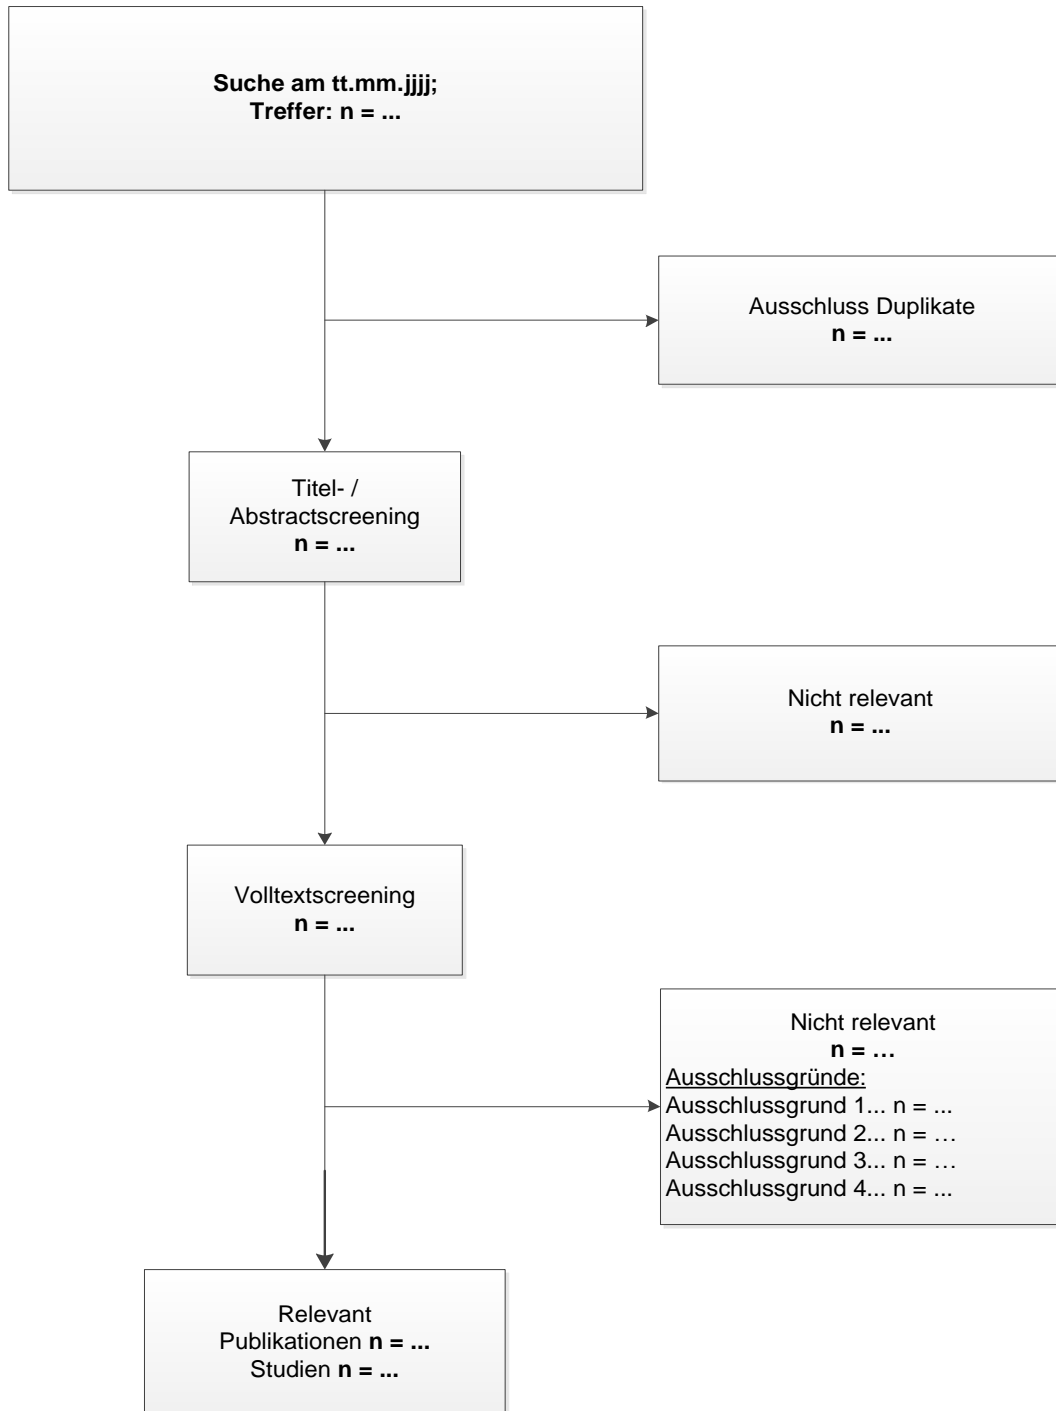 Suche am tt.mm.jjjj;
Treffer: n = ...
Ausschluss Duplikate
n = ...
Titel- /
Abstractscreening
n = ...
Nicht relevant
n = ...
Volltextscreening
n = ...
Nicht relevant
n = …
Ausschlussgründe:
Ausschlussgrund 1... n = ...
Ausschlussgrund 2... n = …
Ausschlussgrund 3... n = …
Ausschlussgrund 4... n = ...
Relevant
Publikationen n = ...
Studien n = ...